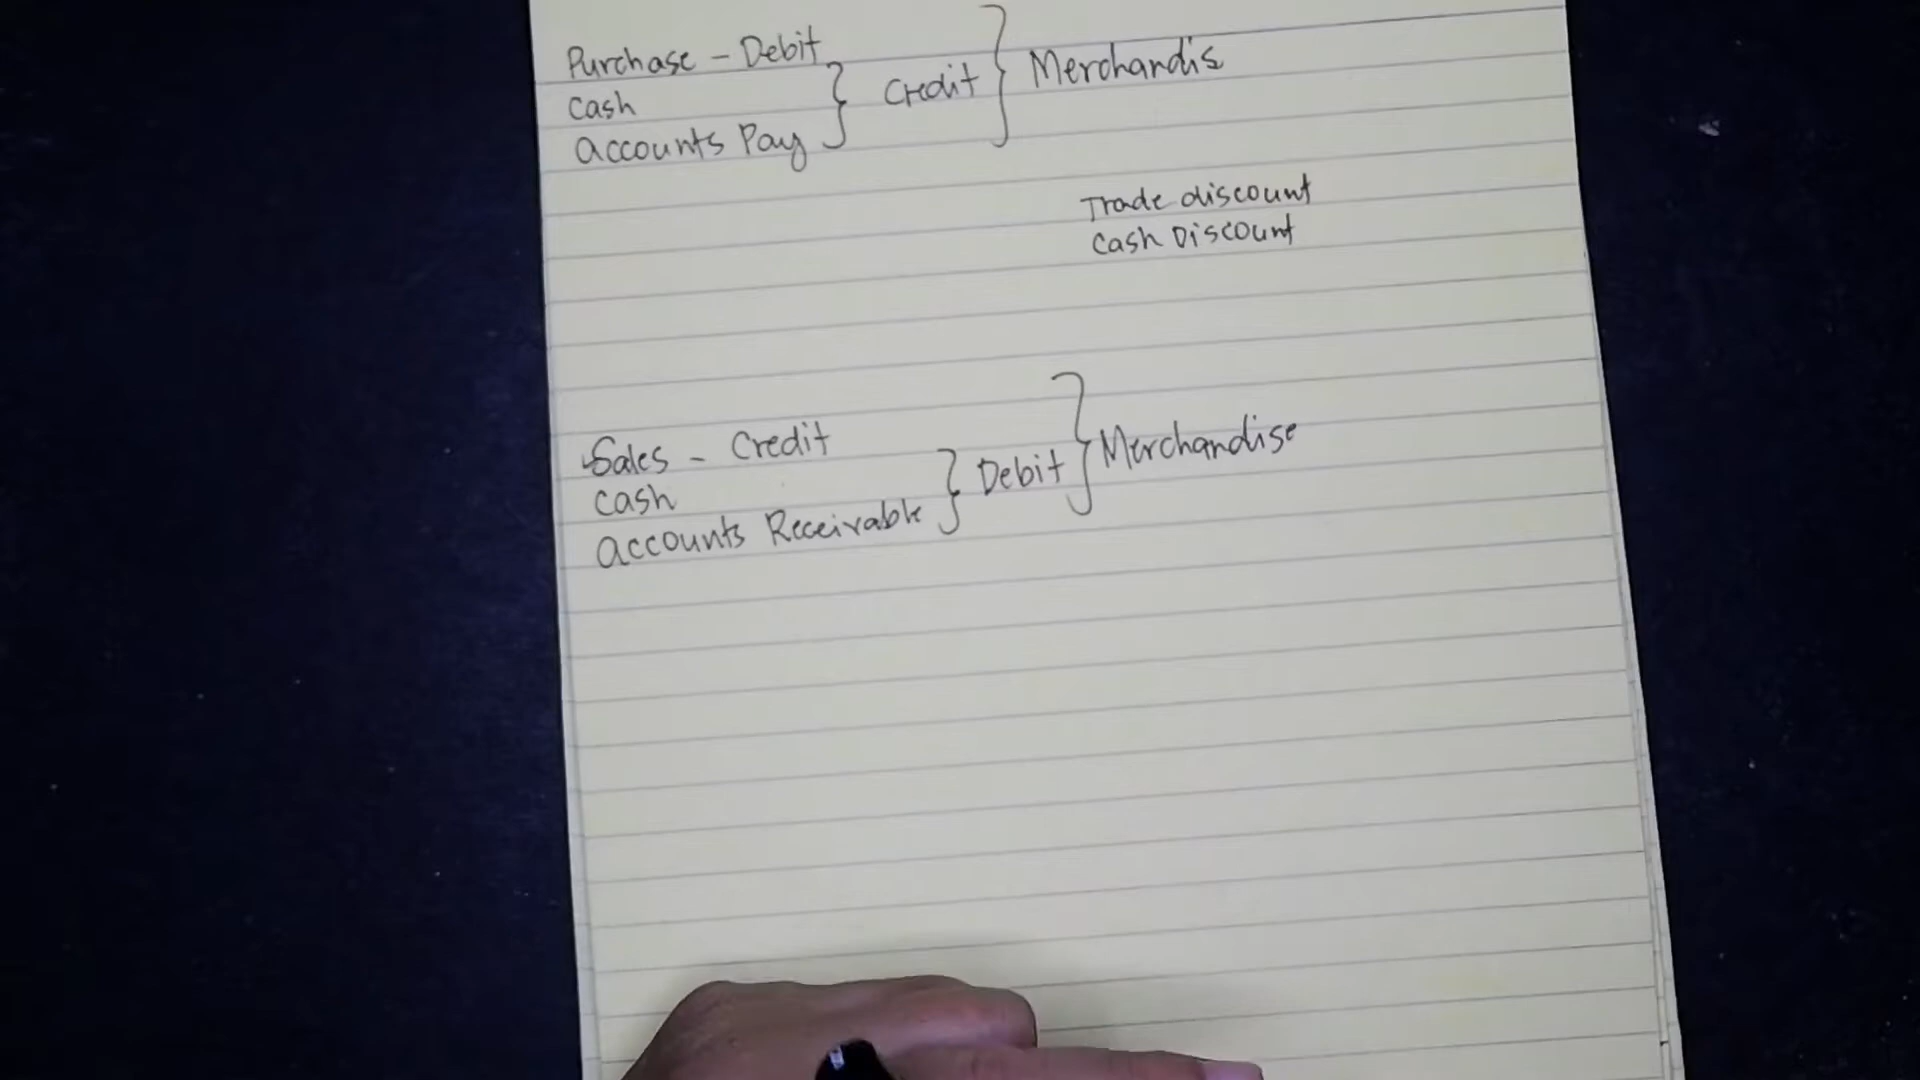 Purchase - Debit
Cash
accounts Pay } Credit } Merchandis
Trade discount
Cash Discount
Sales - Credit
Cash
accounts Receivable } Debit } Merchandise